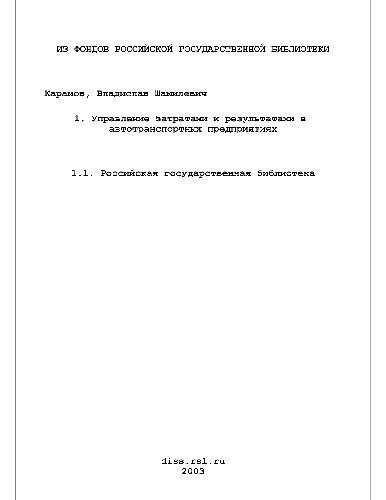 ИЗ ФОНДОВ РОССИЙСКОЙ ГОСУДАРСТВЕННОЙ БИБЛИОТЕКИ
Карамов, Владислав Шамилевич
1. Управление затратами и результатами в
автотранспортных предприятиях
1.1. Российская государственная библиотека
diss.rsl.ru
2003